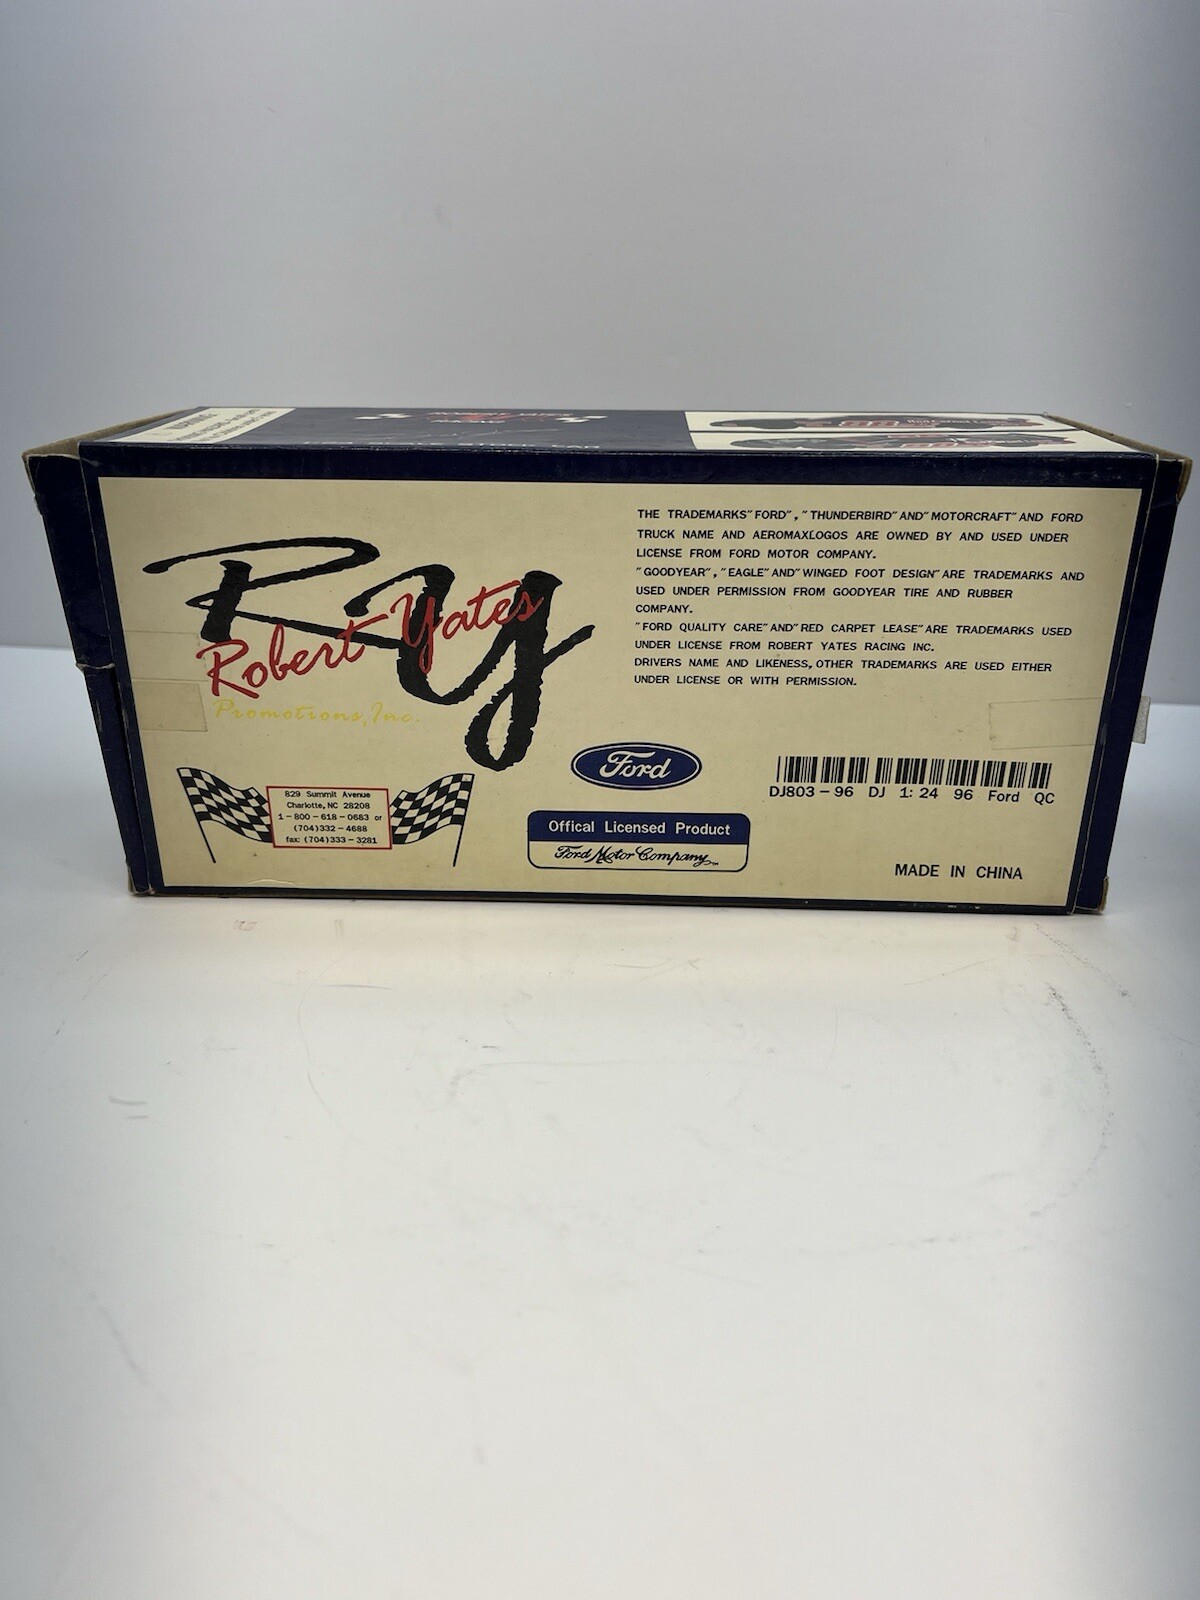 ROBERT YATES
RACING
88
RY
Robert Yates
Promotions, Inc.
829 Summit Avenue
Charlotte, NC 28208
1-800-618-0683 or
(704)332-4688
fax: (704)333-3281
THE TRADEMARKS"FORD", "THUNDERBIRD"AND"MOTORCRAFT"AND FORD
TRUCK NAME AND AEROMAXLOGOS ARE OWNED BY AND USED UNDER
LICENSE FROM FORD MOTOR COMPANY.
"GOODYEAR", "EAGLE"AND"WINGED FOOT DESIGN"ARE TRADEMARKS AND
USED UNDER PERMISSION FROM GOODYEAR TIRE AND RUBBER
COMPANY.
"FORD QUALITY CARE"AND"RED CARPET LEASE"ARE TRADEMARKS USED
UNDER LICENSE FROM ROBERT YATES RACING INC.
DRIVERS NAME AND LIKENESS, OTHER TRADEMARKS ARE USED EITHER
UNDER LICENSE OR WITH PERMISSION.
Ford
Offical Licensed Product
Ford Motor Company™
DJ803-96 DJ 1:24 96 Ford QC
MADE IN CHINA